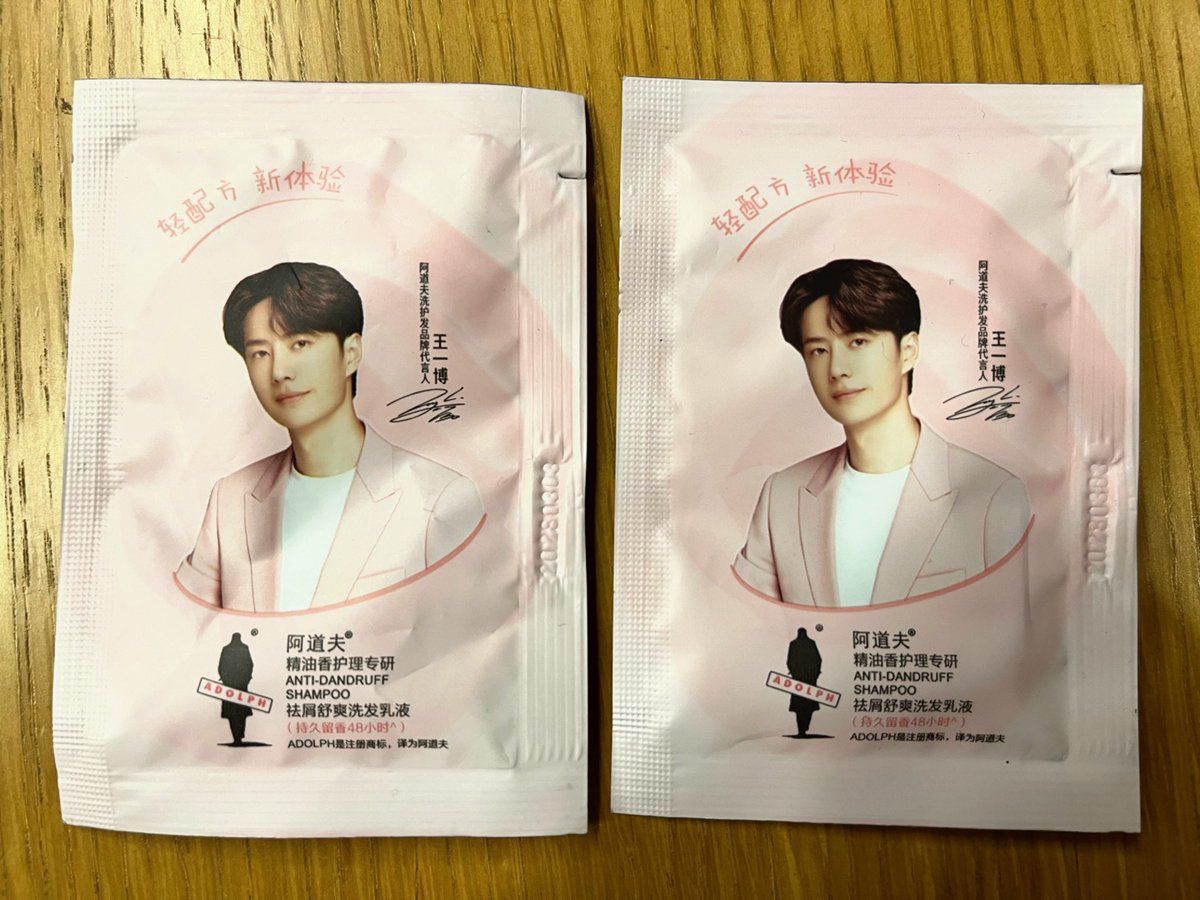 轻配方 新体验
阿道夫洗护发品牌代言人
王一博
阿道夫®
精油香护理专研
ANTI-DANDRUFF
SHAMPOO
祛屑舒爽洗发乳液
(持久留香48小时^)
ADOLPH是注册商标，译为阿道夫
®
ADOLPH
轻配方 新体验
阿道夫洗护发品牌代言人
王一博
阿道夫®
精油香护理专研
ANTI-DANDRUFF
SHAMPOO
祛屑舒爽洗发乳液
(持久留香48小时^)
ADOLPH是注册商标，译为阿道夫
®
ADOLPH